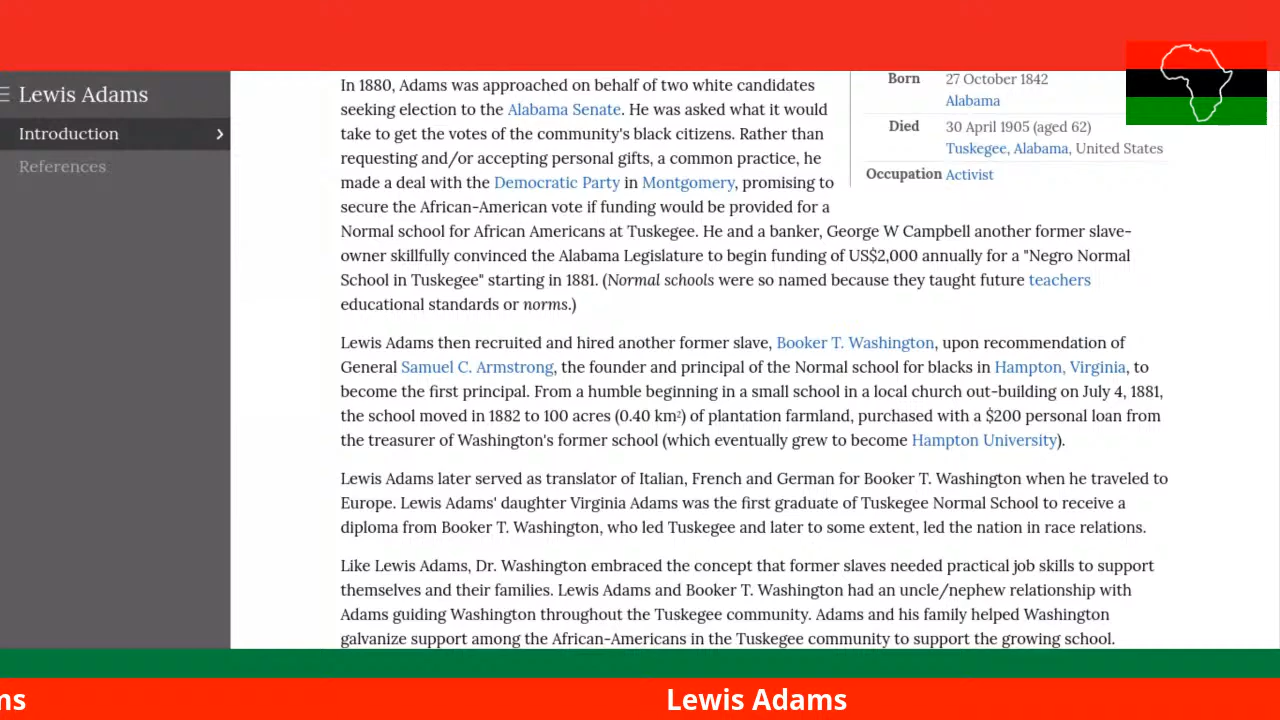 Lewis Adams
Introduction
References
In 1880, Adams was approached on behalf of two white candidates
seeking election to the Alabama Senate. He was asked what it would
take to get the votes of the community's black citizens. Rather than
requesting and/or accepting personal gifts, a common practice, he
made a deal with the Democratic Party in Montgomery, promising to
secure the African-American vote if funding would be provided for a
Normal school for African Americans at Tuskegee. He and a banker, George W Campbell another former slave-
owner skillfully convinced the Alabama Legislature to begin funding of US$2,000 annually for a "Negro Normal
School in Tuskegee" starting in 1881. (Normal schools were so named because they taught future teachers
educational standards or norms.)
Born 27 October 1842
Alabama
Died 30 April 1905 (aged 62)
Tuskegee, Alabama, United States
Occupation Activist
Lewis Adams then recruited and hired another former slave, Booker T. Washington, upon recommendation of
General Samuel C. Armstrong, the founder and principal of the Normal school for blacks in Hampton, Virginia, to
become the first principal. From a humble beginning in a small school in a local church out-building on July 4, 1881,
the school moved in 1882 to 100 acres (0.40 km²) of plantation farmland, purchased with a $200 personal loan from
the treasurer of Washington's former school (which eventually grew to become Hampton University).
Lewis Adams later served as translator of Italian, French and German for Booker T. Washington when he traveled to
Europe. Lewis Adams' daughter Virginia Adams was the first graduate of Tuskegee Normal School to receive a
diploma from Booker T. Washington, who led Tuskegee and later to some extent, led the nation in race relations.
Like Lewis Adams, Dr. Washington embraced the concept that former slaves needed practical job skills to support
themselves and their families. Lewis Adams and Booker T. Washington had an uncle/nephew relationship with
Adams guiding Washington throughout the Tuskegee community. Adams and his family helped Washington
galvanize support among the African-Americans in the Tuskegee community to support the growing school.
ms Lewis Adams